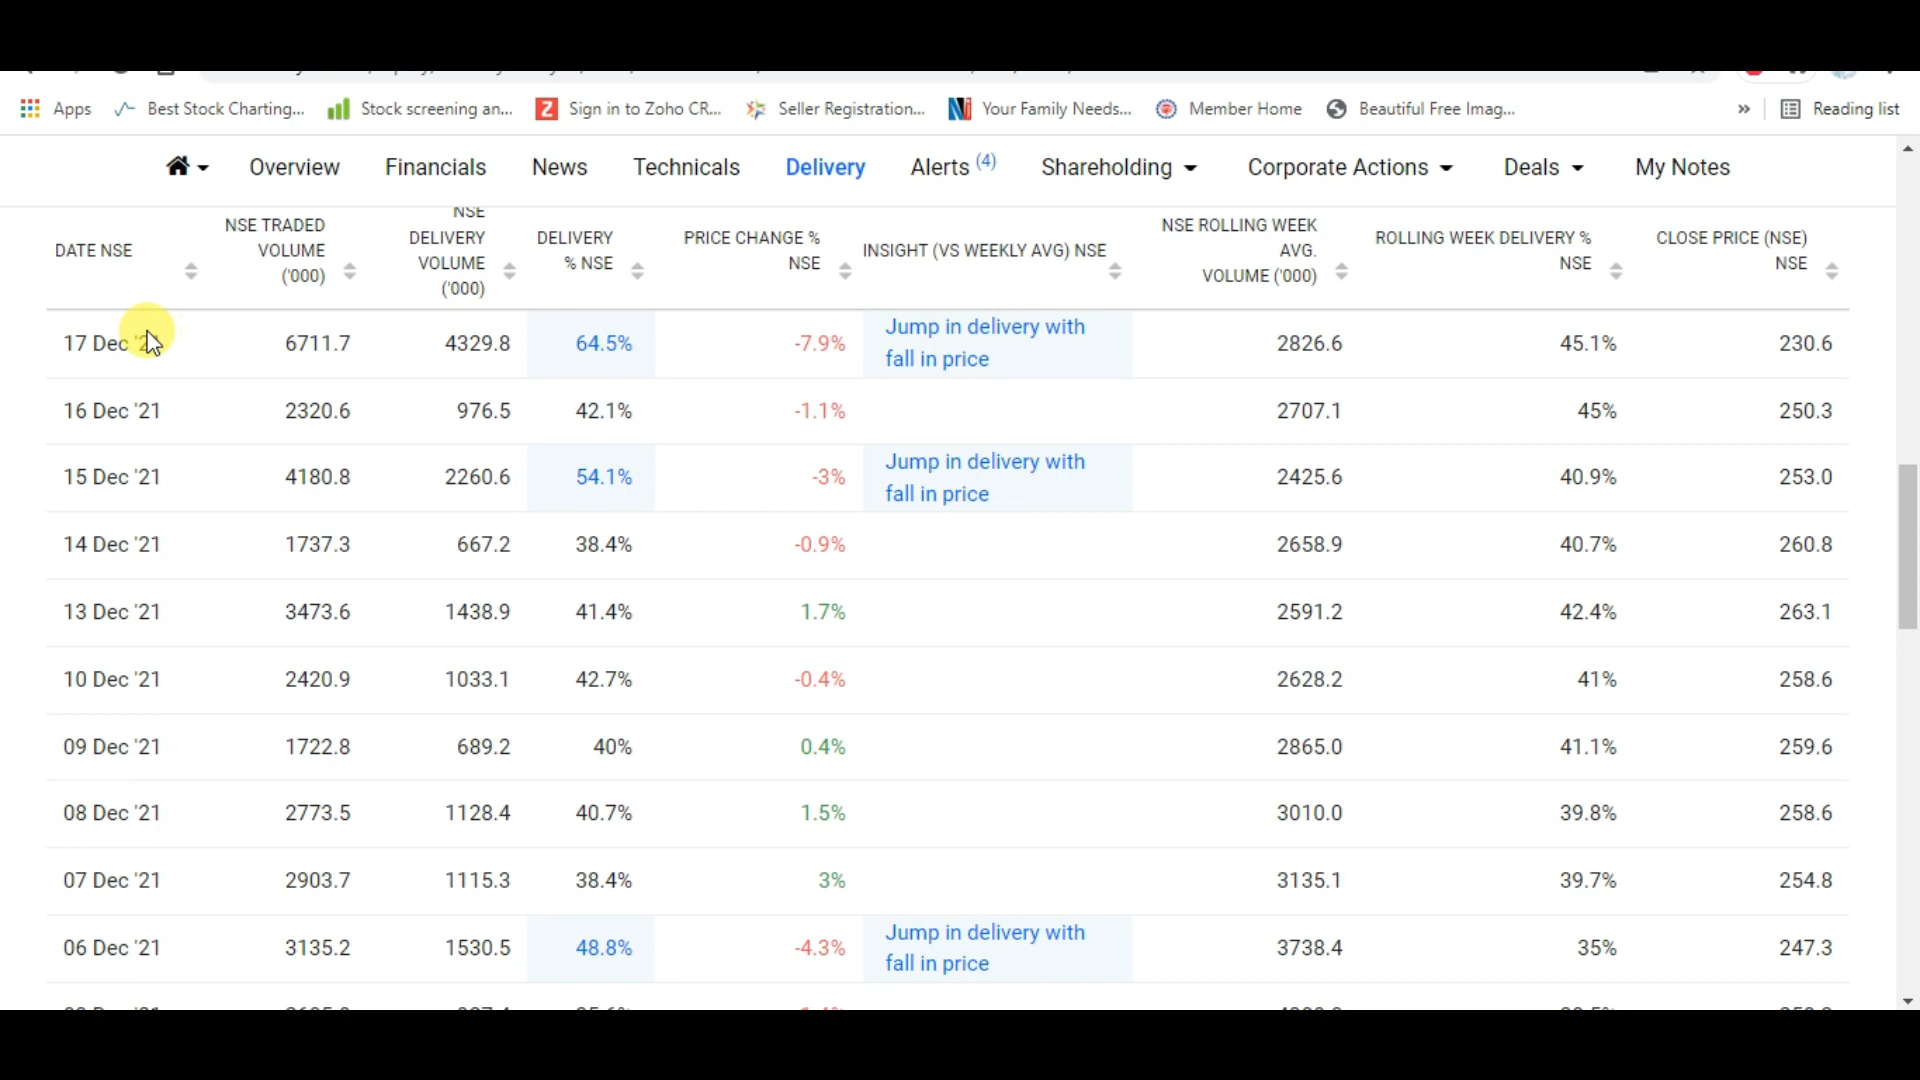 Apps Best Stock Charting... Stock screening an... Sign in to Zoho CR... Seller Registration... Your Family Needs... Member Home Beautiful Free Imag... » Reading list
Overview Financials News Technicals Delivery Alerts (4) Shareholding Corporate Actions Deals My Notes
DATE NSE
NSE TRADED
VOLUME
('000)
NSE
DELIVERY
VOLUME
('000)
DELIVERY
% NSE
PRICE CHANGE %
NSE
INSIGHT (VS WEEKLY AVG) NSE
NSE ROLLING WEEK
AVG.
VOLUME ('000)
ROLLING WEEK DELIVERY %
NSE
CLOSE PRICE (NSE)
NSE
17 Dec '21 6711.7 4329.8 64.5% -7.9% Jump in delivery with
fall in price
2826.6 45.1% 230.6
16 Dec '21 2320.6 976.5 42.1% -1.1% 2707.1 45% 250.3
15 Dec '21 4180.8 2260.6 54.1% -3% Jump in delivery with
fall in price
2425.6 40.9% 253.0
14 Dec '21 1737.3 667.2 38.4% -0.9% 2658.9 40.7% 260.8
13 Dec '21 3473.6 1438.9 41.4% 1.7% 2591.2 42.4% 263.1
10 Dec '21 2420.9 1033.1 42.7% -0.4% 2628.2 41% 258.6
09 Dec '21 1722.8 689.2 40% 0.4% 2865.0 41.1% 259.6
08 Dec '21 2773.5 1128.4 40.7% 1.5% 3010.0 39.8% 258.6
07 Dec '21 2903.7 1115.3 38.4% 3% 3135.1 39.7% 254.8
06 Dec '21 3135.2 1530.5 48.8% -4.3% Jump in delivery with
fall in price
3738.4 35% 247.3